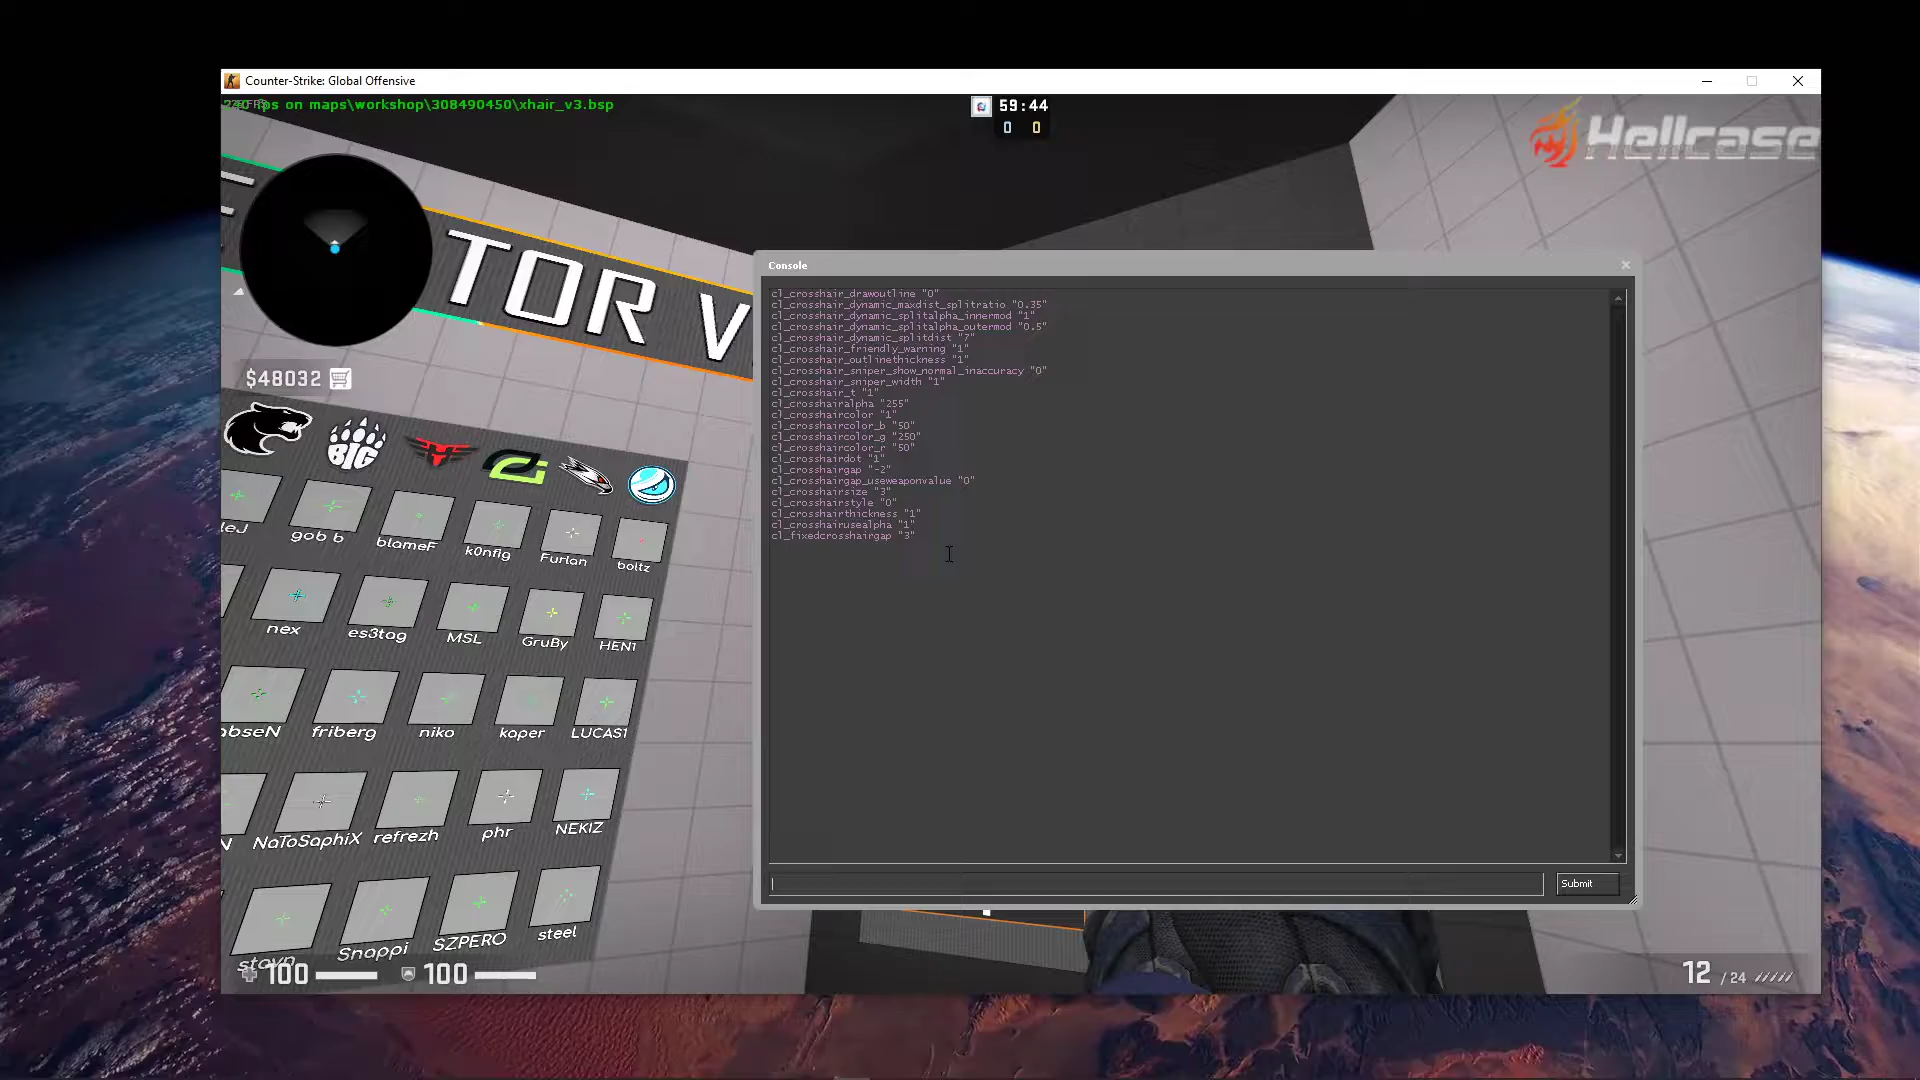 Counter-Strike: Global Offensive
fps on maps\workshop\308490450\xhair_v3.bsp
59:44
0 0
Hellcase
TOR V
$48032
Console
cl_crosshair_drawoutline "0"
cl_crosshair_dynamic_maxdist_splitratio "0.35"
cl_crosshair_dynamic_splitalpha_innermod "1"
cl_crosshair_dynamic_splitalpha_outermod "0.5"
cl_crosshair_dynamic_splitdist "7"
cl_crosshair_friendly_warning "1"
cl_crosshair_outlinethickness "1"
cl_crosshair_sniper_show_normal_inaccuracy "0"
cl_crosshair_sniper_width "1"
cl_crosshair_t "1"
cl_crosshairalpha "255"
cl_crosshaircolor "1"
cl_crosshaircolor_b "50"
cl_crosshaircolor_g "250"
cl_crosshaircolor_r "50"
cl_crosshairdot "1"
cl_crosshairgap "-2"
cl_crosshairgap_useweaponvalue "0"
cl_crosshairsize "3"
cl_crosshairstyle "0"
cl_crosshairthickness "1"
cl_crosshairusealpha "1"
cl_fixedcrosshairgap "3"
Submit
BIG
leJ gob b blameF k0nfig Furlan boltz
nex es3tag MSL GruBy HEN1
bseN friberg niko kaper LUCAS1
N NaToSaphiX refrezh phr NEKIZ
stavn Snappi SZPERO steel
100 100
12 / 24